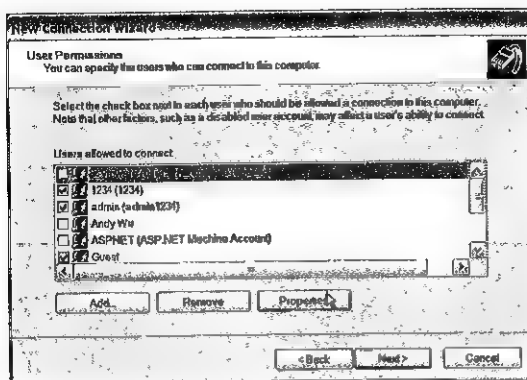 New Connection Wizard
User Permissions
You can specify the users who can connect to this computer.
Select the check box next to each user who should be allowed a connection to this computer.
Note that other factors, such as a disabled user account, may affect a user's ability to connect.
Users allowed to connect:
1234 (1234)
admin (admin1234)
Andy Wu
ASPNET (ASP.NET Machine Account)
Guest
Add...
Remove
Properties
< Back
Next >
Cancel